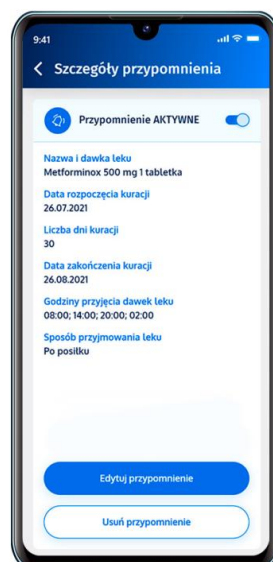 9:41
Szczegóły przypomnienia
Przypomnienie AKTYWNE
Nazwa i dawka leku
Metforminox 500 mg 1 tabletka
Data rozpoczęcia kuracji
26.07.2021
Liczba dni kuracji
30
Data zakończenia kuracji
26.08.2021
Godziny przyjęcia dawek leku
08:00; 14:00; 20:00; 02:00
Sposób przyjmowania leku
Po posiłku
Edytuj przypomnienie
Usuń przypomnienie